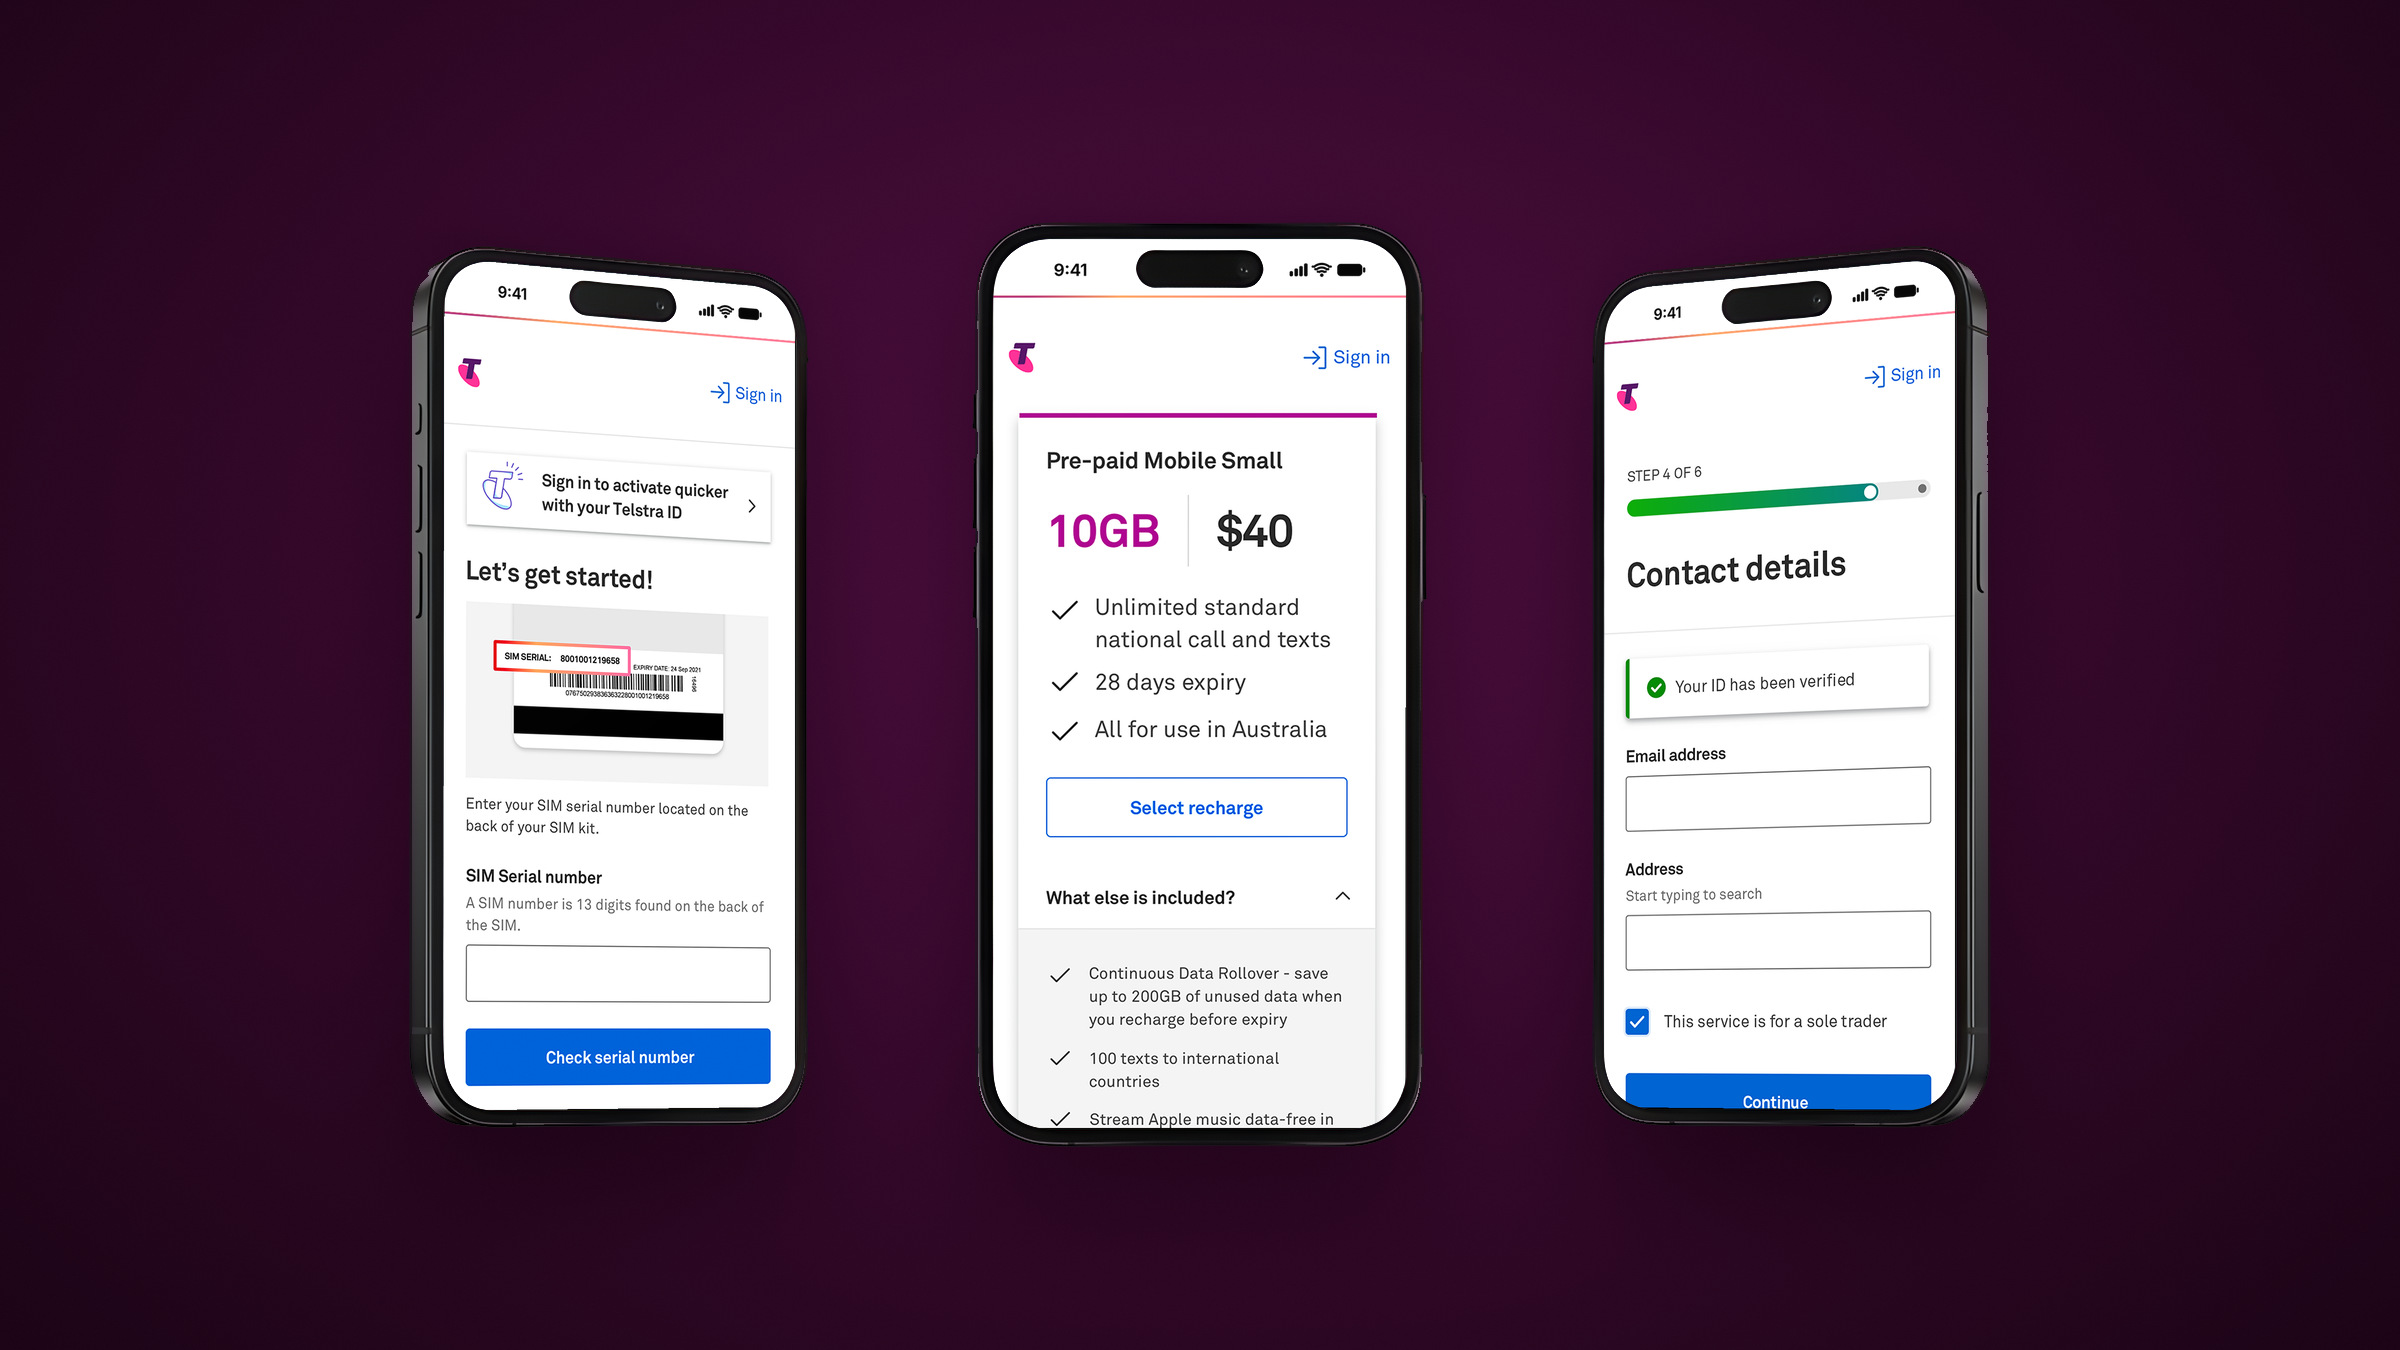 9:41
Sign in
Sign in to activate quicker
with your Telstra ID
Let's get started!
SIM SERIAL: 8001001219658
EXPIRY DATE: 24 Sep 2021
16496
076750293836363228001001219658
Enter your SIM serial number located on the
back of your SIM kit.
SIM Serial number
A SIM number is 13 digits found on the back of
the SIM.
Check serial number
9:41
Sign in
Pre-paid Mobile Small
10GB
$40
Unlimited standard
national call and texts
28 days expiry
All for use in Australia
Select recharge
What else is included?
Continuous Data Rollover - save
up to 200GB of unused data when
you recharge before expiry
100 texts to international
countries
Stream Apple music data-free in
9:41
Sign in
STEP 4 OF 6
Contact details
Your ID has been verified
Email address
Address
Start typing to search
This service is for a sole trader
Continue